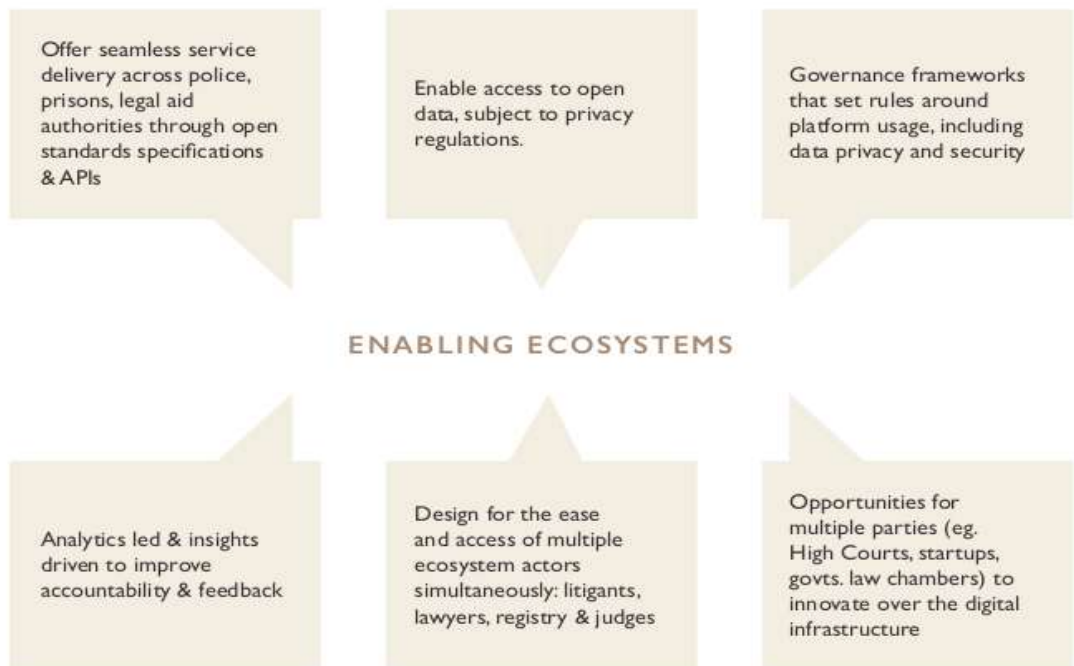 Offer seamless service
delivery across police,
prisons, legal aid
authorities through open
standards specifications
& APIs
Enable access to open
data, subject to privacy
regulations.
Governance frameworks
that set rules around
platform usage, including
data privacy and security
ENABLING ECOSYSTEMS
Analytics led & insights
driven to improve
accountability & feedback
Design for the ease
and access of multiple
ecosystem actors
simultaneously: litigants,
lawyers, registry & judges
Opportunities for
multiple parties (eg.
High Courts, startups,
govts. law chambers) to
innovate over the digital
infrastructure